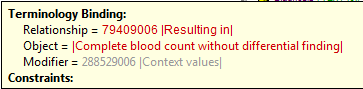 Terminology Binding:
Relationship = 79409006 |Resulting in|
Object = |Complete blood count without differential finding|
Modifier = 288529006 |Context values|
Constraints: